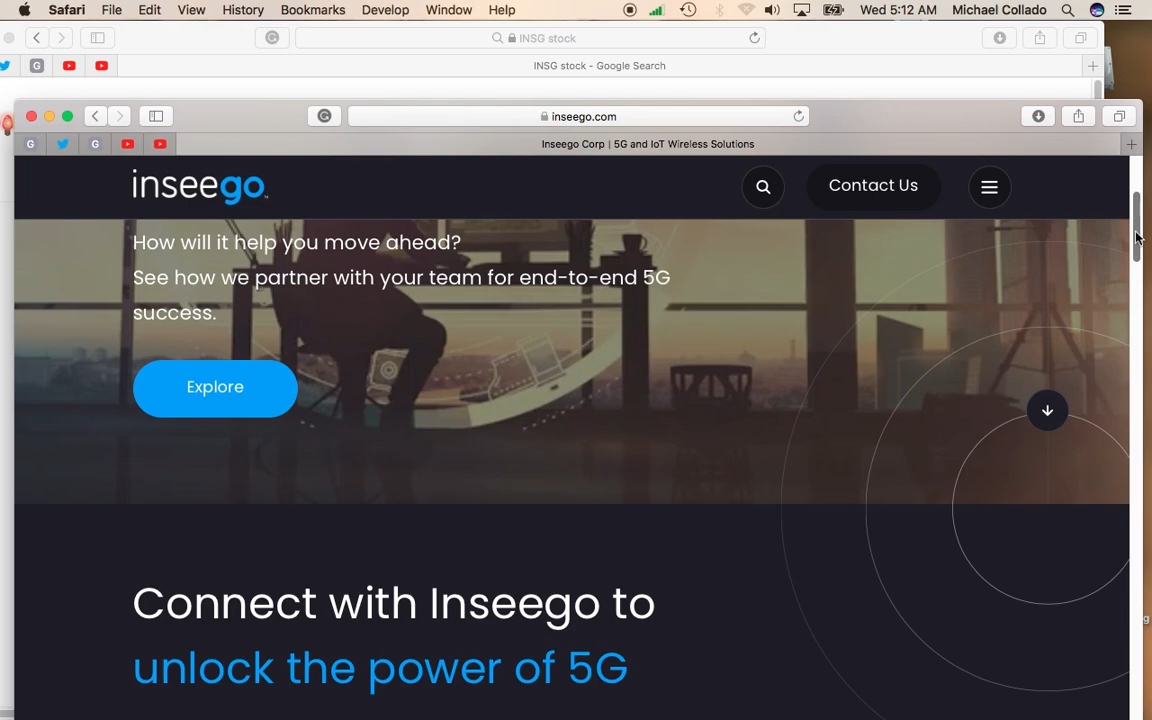 Safari File Edit View History Bookmarks Develop Window Help Wed 5:12 AM Michael Collado
INSG stock
INSG stock - Google Search
inseego.com
Inseego Corp | 5G and IoT Wireless Solutions
inseego
Contact Us
How will it help you move ahead?
See how we partner with your team for end-to-end 5G
success.
Explore
Connect with Inseego to
unlock the power of 5G